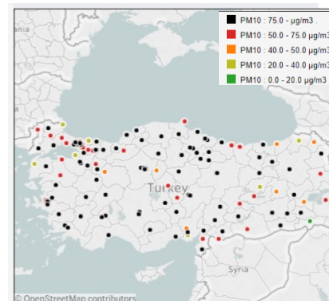 PM10 : 75.0 - µg/m3
PM10 : 50.0 - 75.0 µg/m3
PM10 : 40.0 - 50.0 µg/m3
PM10 : 20.0 - 40.0 µg/m3
PM10 : 0.0 - 20.0 µg/m3
Turkey
Syria
© OpenStreetMap contributors